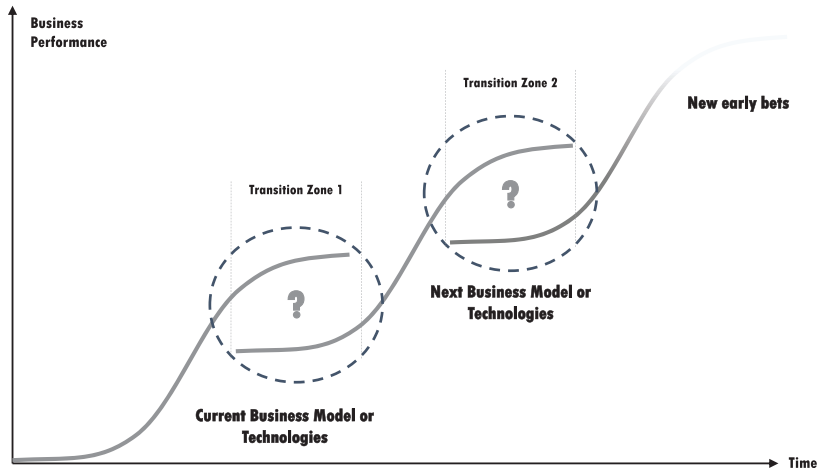 Business
Performance
Transition Zone 2
New early bets
Transition Zone 1
?
?
Next Business Model or
Technologies
Current Business Model or
Technologies
Time